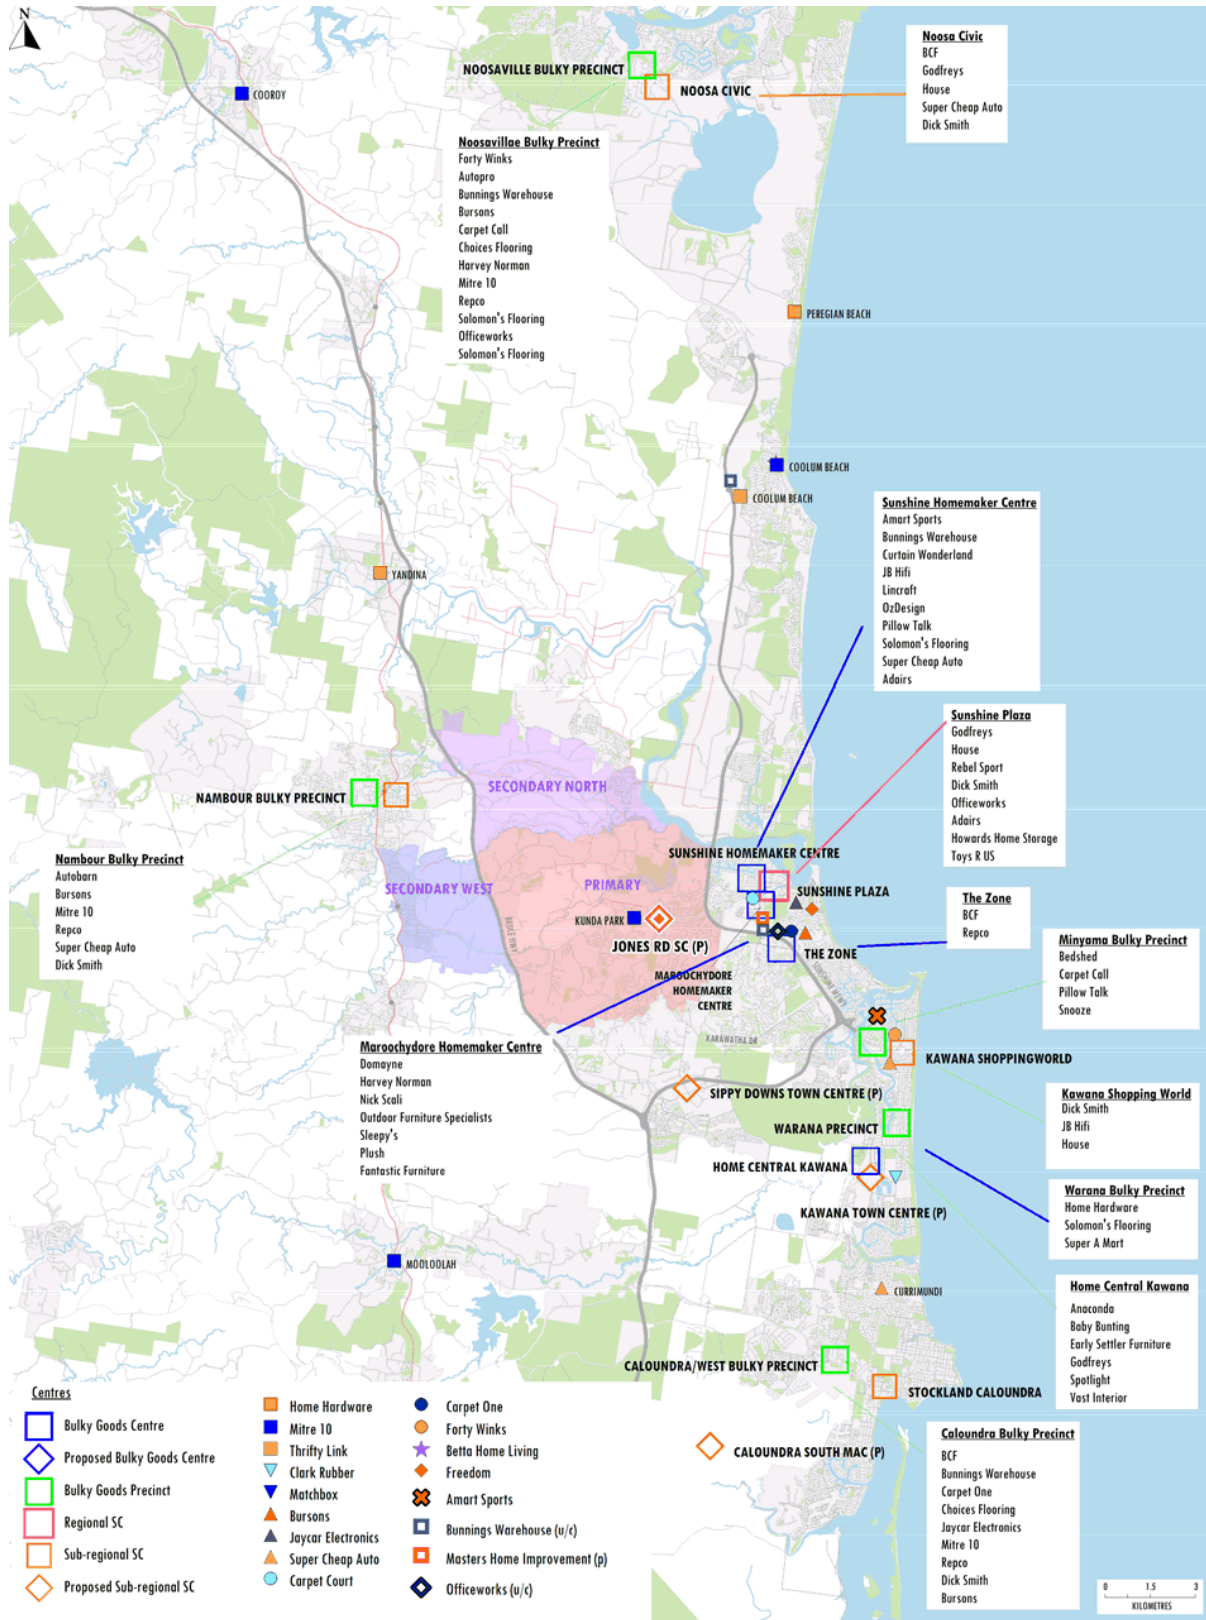 N
NOOSAVILLE BULKY PRECINCT
NOOSA CIVIC
COOROY
Noosa Civic
BCF
Godfreys
House
Super Cheap Auto
Dick Smith
Noosavillae Bulky Precinct
Forty Winks
Autopro
Bunnings Warehouse
Bursons
Carpet Call
Choices Flooring
Harvey Norman
Mitre 10
Repco
Solomon's Flooring
Officeworks
Solomon's Flooring
PEREGIAN BEACH
COOLUM BEACH
COOLUM BEACH
YANDINA
Sunshine Homemaker Centre
Amart Sports
Bunnings Warehouse
Curtain Wonderland
JB Hifi
Lincraft
OzDesign
Pillow Talk
Solomon's Flooring
Super Cheap Auto
Adairs
Sunshine Plaza
Godfreys
House
Rebel Sport
Dick Smith
Officeworks
Adairs
Howards Home Storage
Toys R US
SECONDARY NORTH
NAMBOUR BULKY PRECINCT
Nambour Bulky Precinct
Autobarn
Bursons
Mitre 10
Repco
Super Cheap Auto
Dick Smith
SUNSHINE HOMEMAKER CENTRE
SECONDARY WEST
PRIMARY
SUNSHINE PLAZA
KUNDA PARK
JONES RD SC (P)
THE ZONE
BRUCE HWY
SUNSHINE MTWY
MAROOCHYDORE
HOMEMAKER
CENTRE
The Zone
BCF
Repco
Minyama Bulky Precinct
Bedshed
Carpet Call
Pillow Talk
Snooze
KARAWATHA DR
Maroochydore Homemaker Centre
Domayne
Harvey Norman
Nick Scali
Outdoor Furniture Specialists
Sleepy's
Plush
Fantastic Furniture
KAWANA SHOPPINGWORLD
SIPPY DOWNS TOWN CENTRE (P)
Kawana Shopping World
Dick Smith
JB Hifi
House
WARANA PRECINCT
HOME CENTRAL KAWANA
KAWANA TOWN CENTRE (P)
Warana Bulky Precinct
Home Hardware
Solomon's Flooring
Super A Mart
MOOLOOLAH
CURRIMUNDI
Home Central Kawana
Anaconda
Baby Bunting
Early Settler Furniture
Godfreys
Spotlight
Vast Interior
CALOUNDRA/WEST BULKY PRECINCT
STOCKLAND CALOUNDRA
CALOUNDRA SOUTH MAC (P)
Caloundra Bulky Precinct
BCF
Bunnings Warehouse
Carpet One
Choices Flooring
Jaycar Electronics
Mitre 10
Repco
Dick Smith
Bursons
Centres
Bulky Goods Centre
Proposed Bulky Goods Centre
Bulky Goods Precinct
Regional SC
Sub-regional SC
Proposed Sub-regional SC
Home Hardware
Mitre 10
Thrifty Link
Clark Rubber
Matchbox
Bursons
Jaycar Electronics
Super Cheap Auto
Carpet Court
Carpet One
Forty Winks
Betta Home Living
Freedom
Amart Sports
Bunnings Warehouse (u/c)
Masters Home Improvement (p)
Officeworks (u/c)
0 1.5 3
KILOMETRES